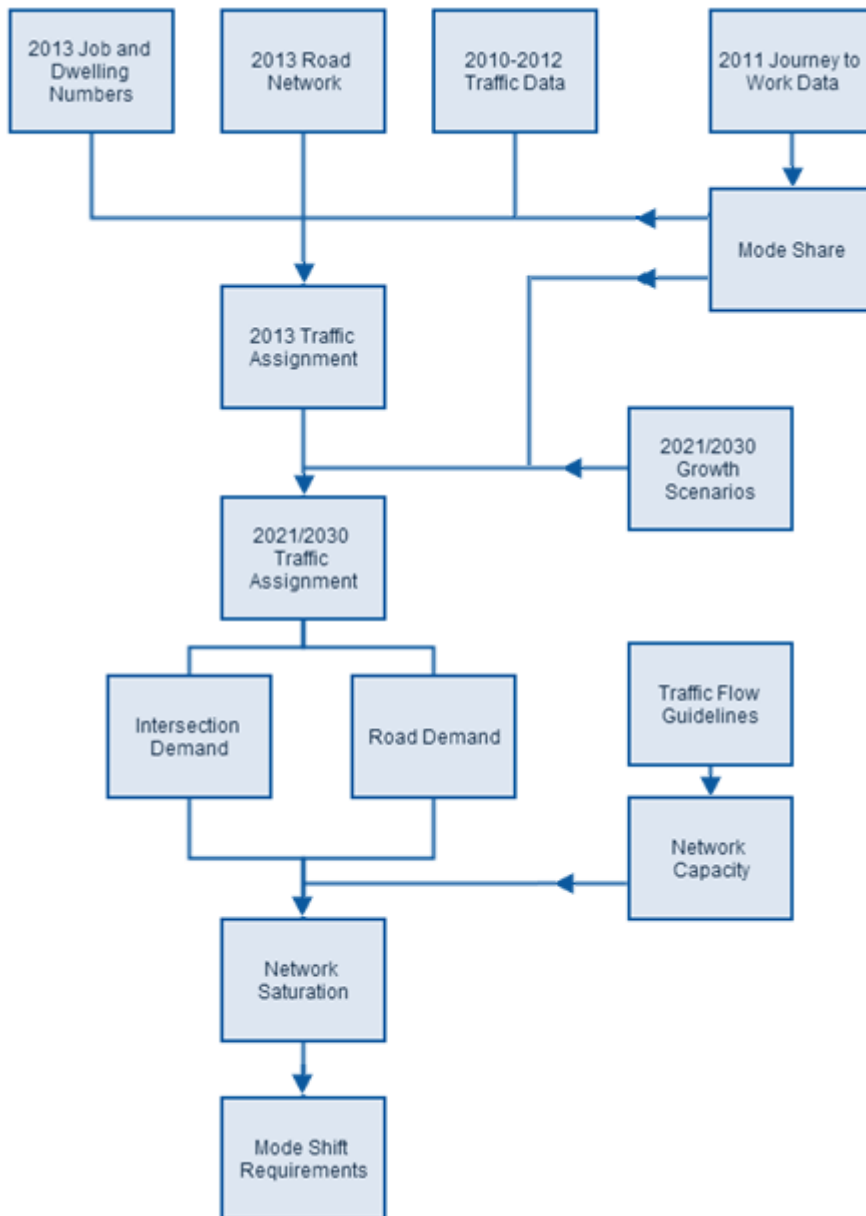 2013 Job and
Dwelling
Numbers
2013 Road
Network
2010-2012
Traffic Data
2011 Journey to
Work Data
Mode Share
2013 Traffic
Assignment
2021/2030
Growth
Scenarios
2021/2030
Traffic
Assignment
Intersection
Demand
Road Demand
Traffic Flow
Guidelines
Network
Capacity
Network
Saturation
Mode Shift
Requirements